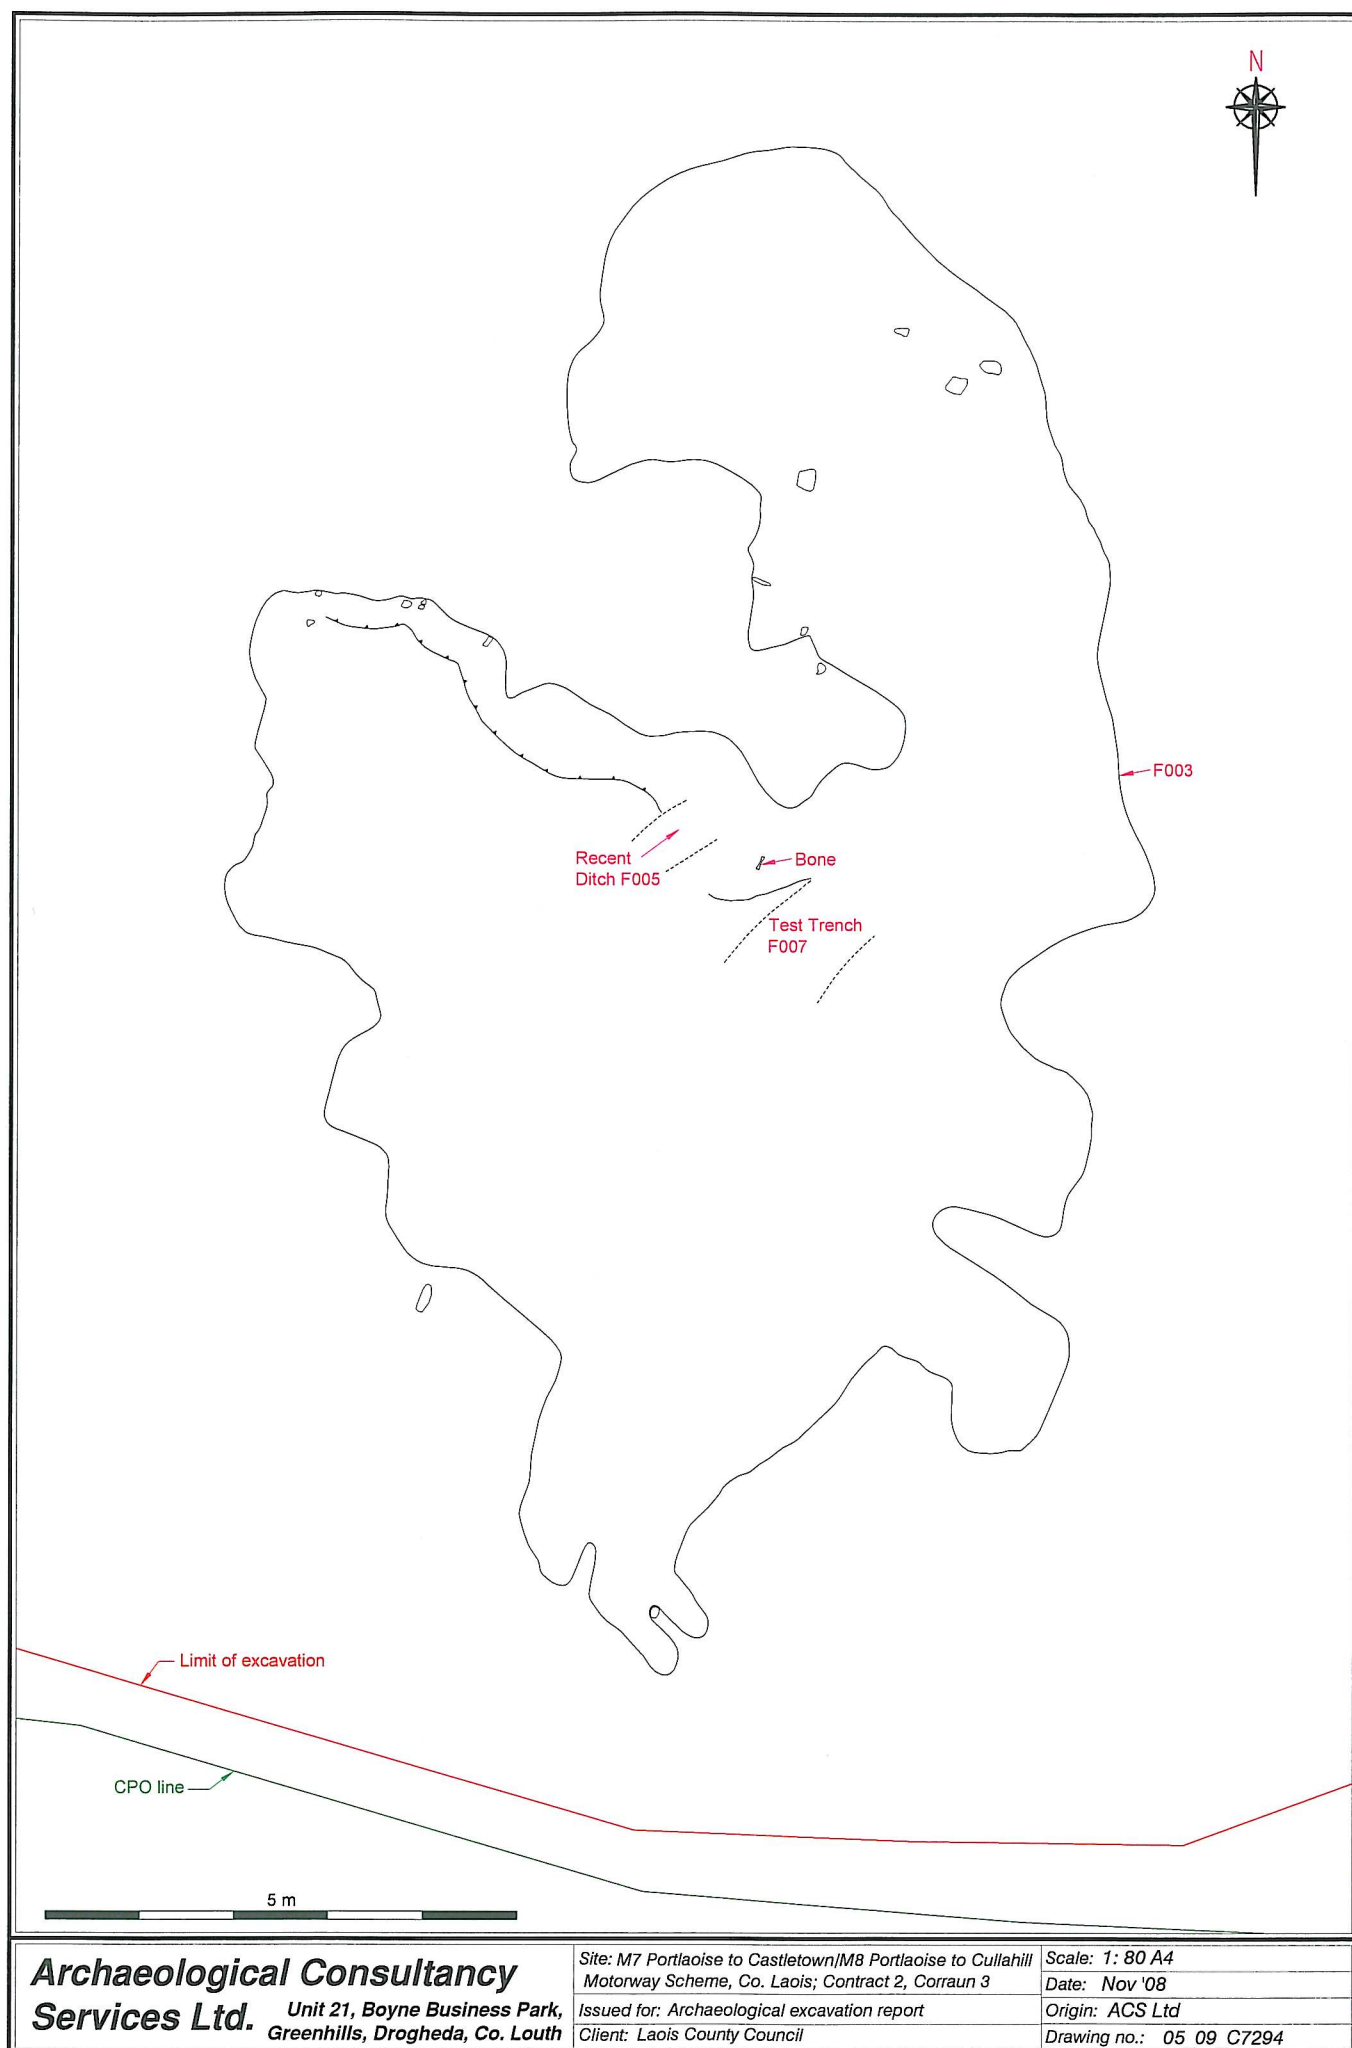 N
F003
Recent
Ditch F005
Bone
Test Trench
F007
Limit of excavation
CPO line
5 m
Archaeological Consultancy
Services Ltd.
Unit 21, Boyne Business Park,
Greenhills, Drogheda, Co. Louth
Site: M7 Portlaoise to Castletown/M8 Portlaoise to Cullahill
Motorway Scheme, Co. Laois; Contract 2, Corraun 3
Issued for: Archaeological excavation report
Client: Laois County Council
Scale: 1: 80 A4
Date: Nov '08
Origin: ACS Ltd
Drawing no.: 05 09 C7294